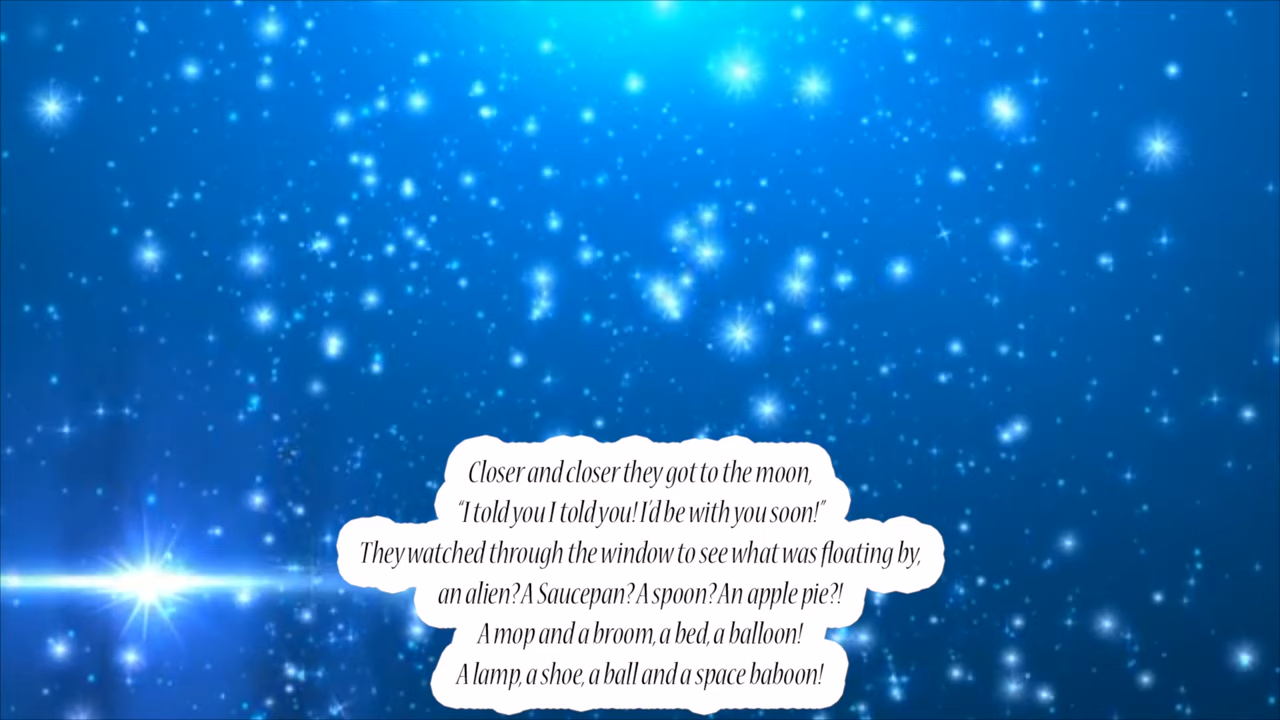 Closer and closer they got to the moon,
“I told you I told you! I'd be with you soon!”
They watched through the window to see what was floating by,
an alien? A Saucepan? A spoon? An apple pie?!
A mop and a broom, a bed, a balloon!
A lamp, a shoe, a ball and a space baboon!